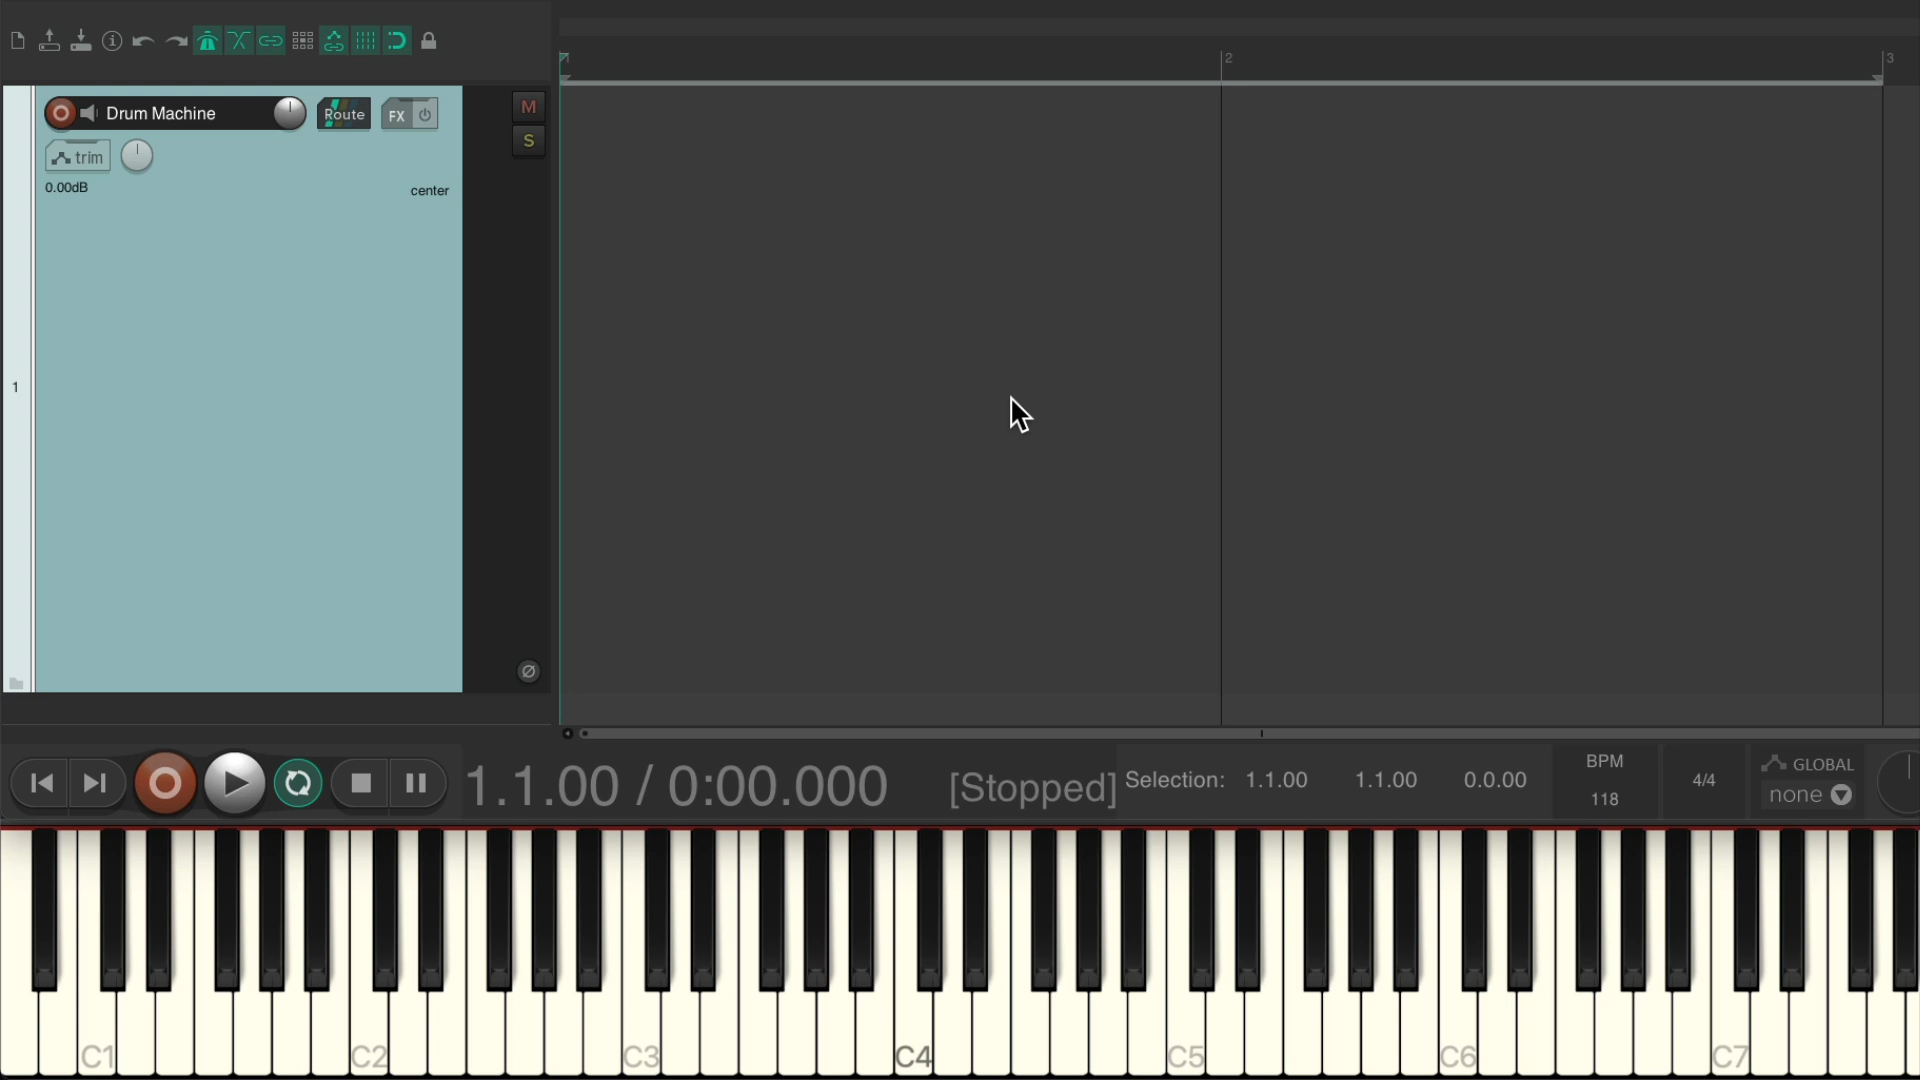 2
3
Drum Machine
Route
FX
M
trim
S
0.00dB
center
1
1.1.00 / 0:00.000
[Stopped]
Selection:
1.1.00
1.1.00
0.0.00
BPM
118
4/4
GLOBAL
none
C1
C2
C3
C4
C5
C6
C7